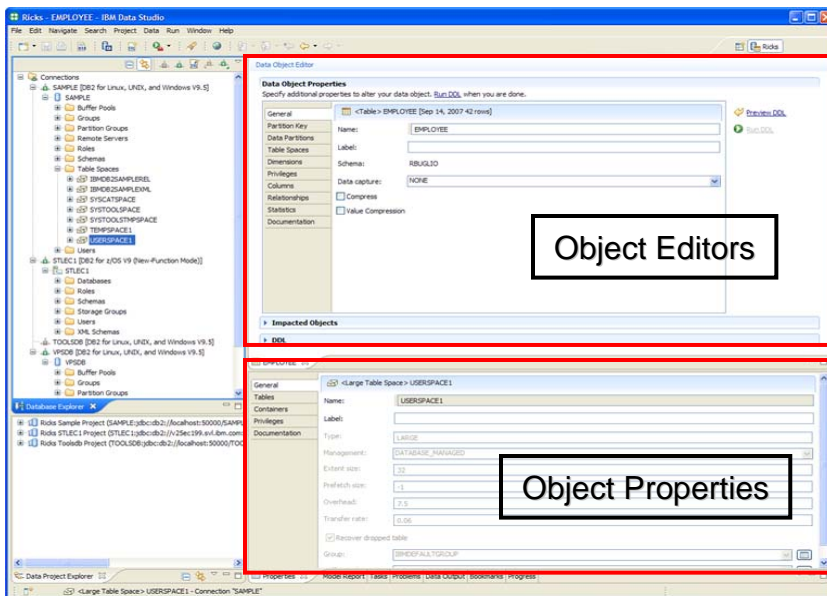 Ricks - EMPLOYEE - IBM Data Studio
File Edit Navigate Search Project Data Run Window Help
Ricks
Connections
SAMPLE [DB2 for Linux, UNIX, and Windows V9.5]
SAMPLE
Buffer Pools
Groups
Partition Groups
Remote Servers
Roles
Schemas
Table Spaces
IBMDB2SAMPLEREL
IBMDB2SAMPLEXML
SYSCATSPACE
SYSTOOLSPACE
SYSTOOLSTMPSPACE
TEMPSPACE1
USERSPACE1
Users
STLEC1 [DB2 for z/OS V9 (New-Function Mode)]
STLEC1
Databases
Roles
Schemas
Storage Groups
Users
XML Schemas
TOOLSDB [DB2 for Linux, UNIX, and Windows V9.5]
VPSDB [DB2 for Linux, UNIX, and Windows V9.5]
VPSDB
Buffer Pools
Groups
Partition Groups
Database Explorer
Ricks Sample Project (SAMPLE:jdbc:db2://localhost:50000/SAMPL
Ricks STLEC1 Project (STLEC1:jdbc:db2://v25ec199.svl.ibm.com:
Ricks Toolsdb Project (TOOLSDB:jdbc:db2://localhost:50000/TOO
Data Project Explorer
Data Object Editor
Data Object Properties
Specify additional properties to alter your data object. Run DDL when you are done.
General
Partition Key
Data Partitions
Table Spaces
Dimensions
Privileges
Columns
Relationships
Statistics
Documentation
<Table> EMPLOYEE [Sep 14, 2007 42 rows]
Name: EMPLOYEE
Label:
Schema: RBUGLIO
Data capture: NONE
Compress
Value Compression
Preview DDL
Run DDL
Object Editors
Impacted Objects
DDL
EMPLOYEE
General
Tables
Containers
Privileges
Documentation
<Large Table Space> USERSPACE1
Name: USERSPACE1
Label:
Type: LARGE
Management: DATABASE_MANAGED
Extent size: 32
Prefetch size: -1
Overhead: 7.5
Transfer rate: 0.06
Recover dropped table
Group: IBMDEFAULTGROUP
Object Properties
Properties Model Report Tasks Problems Data Output Bookmarks Progress
<Large Table Space> USERSPACE1 - Connection "SAMPLE"